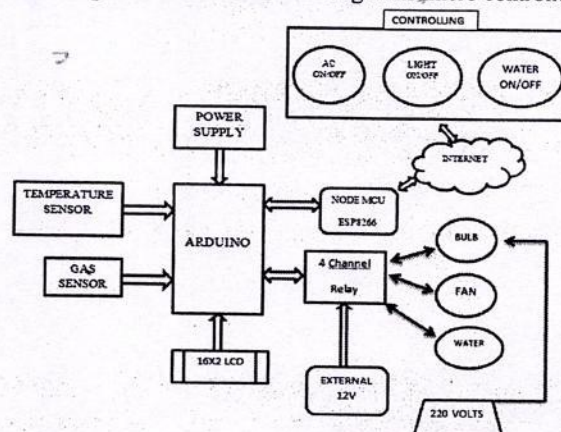 CONTROLLING
AC
ON/OFF
LIGHT
ON/OFF
WATER
ON/OFF
POWER
SUPPLY
INTERNET
TEMPERATURE
SENSOR
NODE MCU
ESP8266
ARDUINO
BULB
GAS
SENSOR
4 Channel
Relay
FAN
WATER
16X2 LCD
EXTERNAL
12V
220 VOLTS